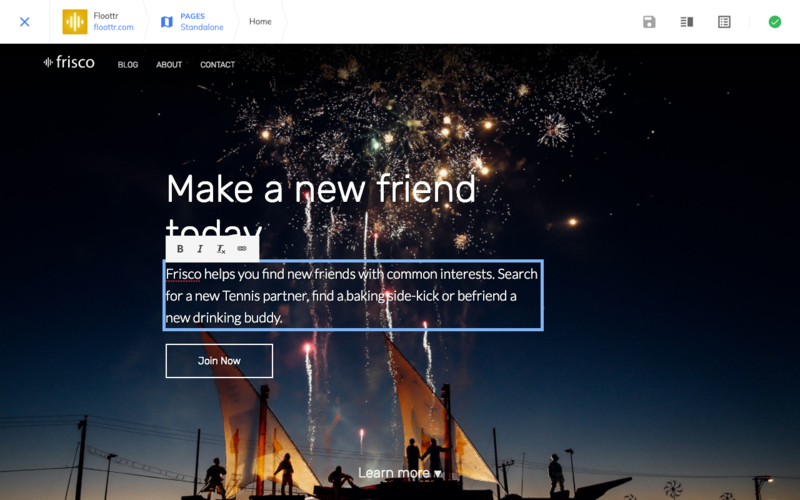 Floottr
floottr.com
PAGES
Standalone
Home
frisco
BLOG
ABOUT
CONTACT
Make a new friend
today
B I Tx
Frisco helps you find new friends with common interests. Search
for a new Tennis partner, find a baking side-kick or befriend a
new drinking buddy.
Join Now
Learn more ▾